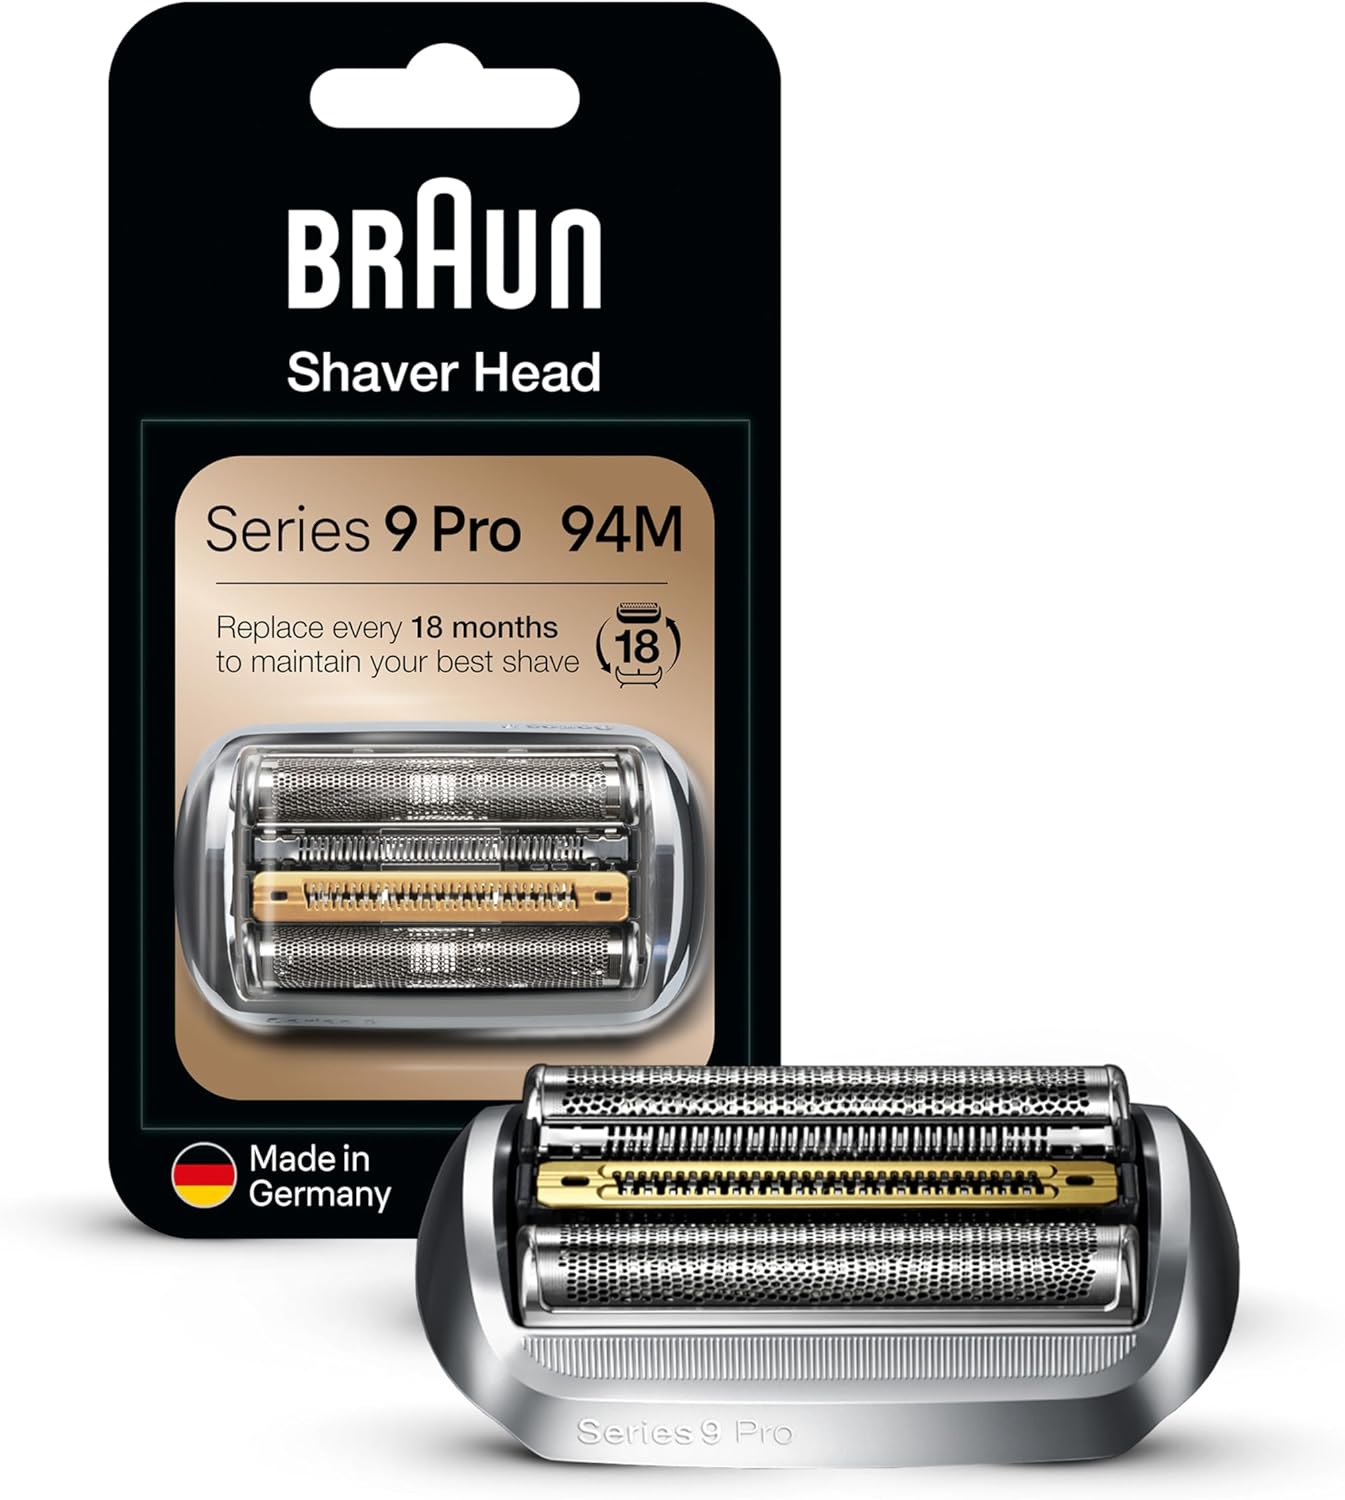 BRAUN
Shaver Head
Series 9 Pro 94M
Replace every 18 months
to maintain your best shave
18
Made in
Germany
Series 9 Pro